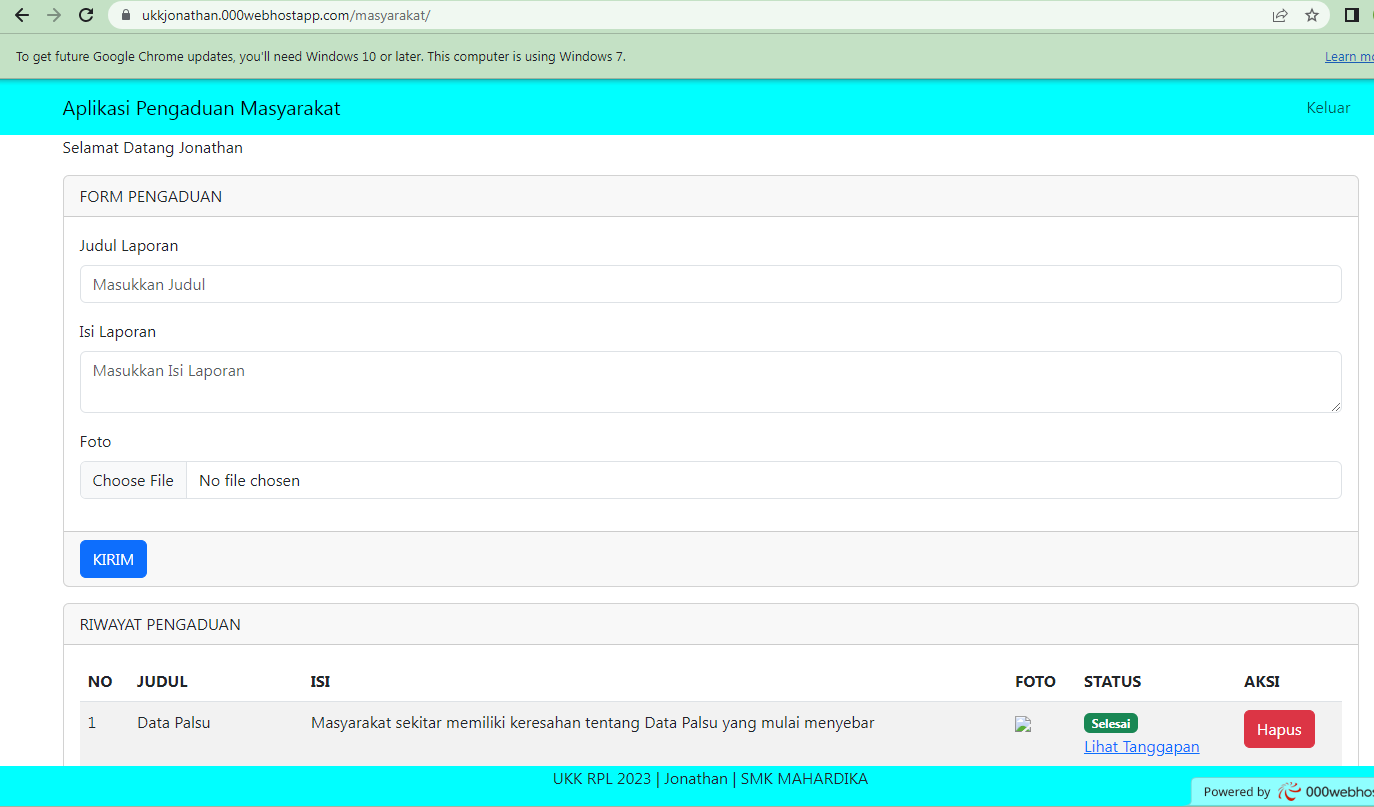 ukkjonathan.000webhostapp.com/masyarakat/
To get future Google Chrome updates, you'll need Windows 10 or later. This computer is using Windows 7. Learn
Aplikasi Pengaduan Masyarakat Keluar
Selamat Datang Jonathan
FORM PENGADUAN
Judul Laporan
Masukkan Judul
Isi Laporan
Masukkan Isi Laporan
Foto
Choose File No file chosen
KIRIM
RIWAYAT PENGADUAN
NO JUDUL ISI FOTO STATUS AKSI
1 Data Palsu Masyarakat sekitar memiliki keresahan tentang Data Palsu yang mulai menyebar Selesai Hapus
Lihat Tanggapan
UKK RPL 2023 | Jonathan | SMK MAHARDIKA
Powered by 000webhos